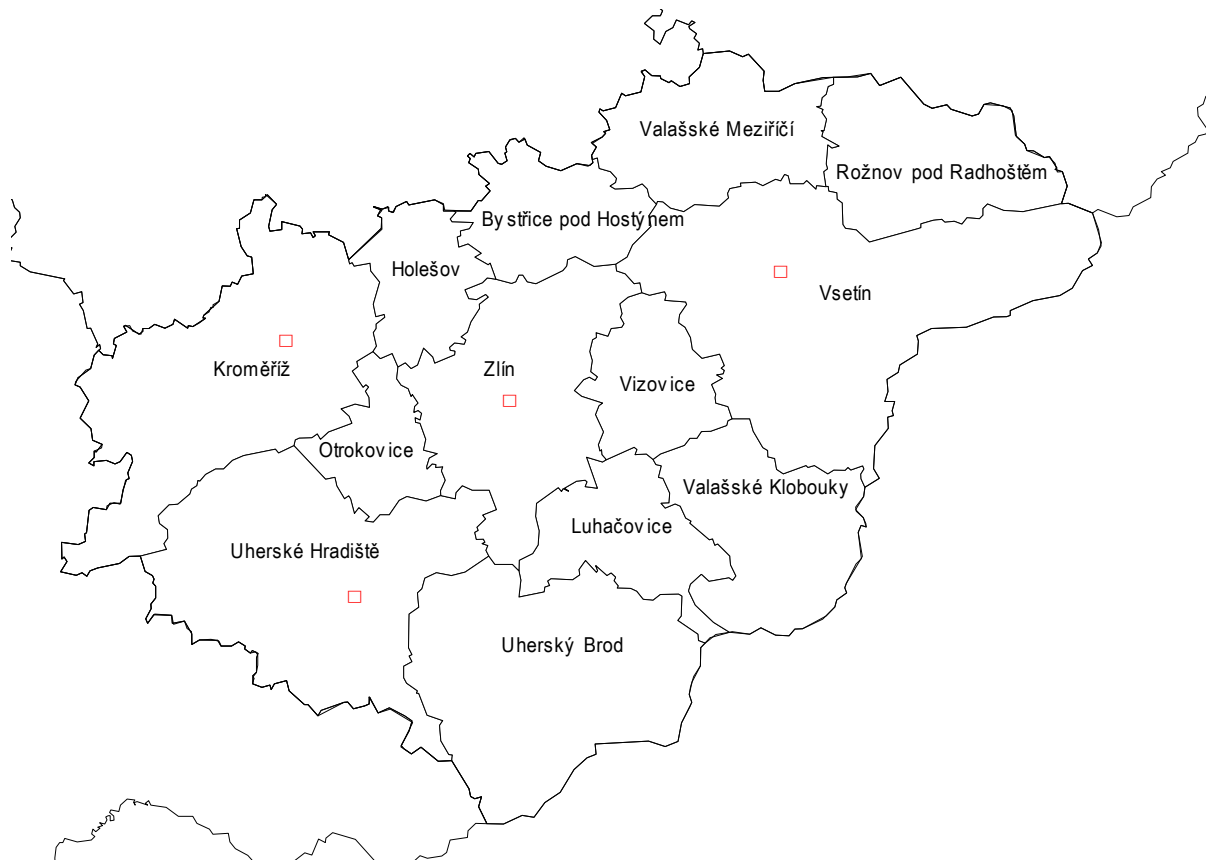 Valašské Meziříčí
Rožnov pod Radhoštěm
Bystřice pod Hostýnem
Holešov
Vsetín
Kroměříž
Zlín
Vizovice
Otrokovice
Valašské Klobouky
Luhačovice
Uherské Hradiště
Uherský Brod